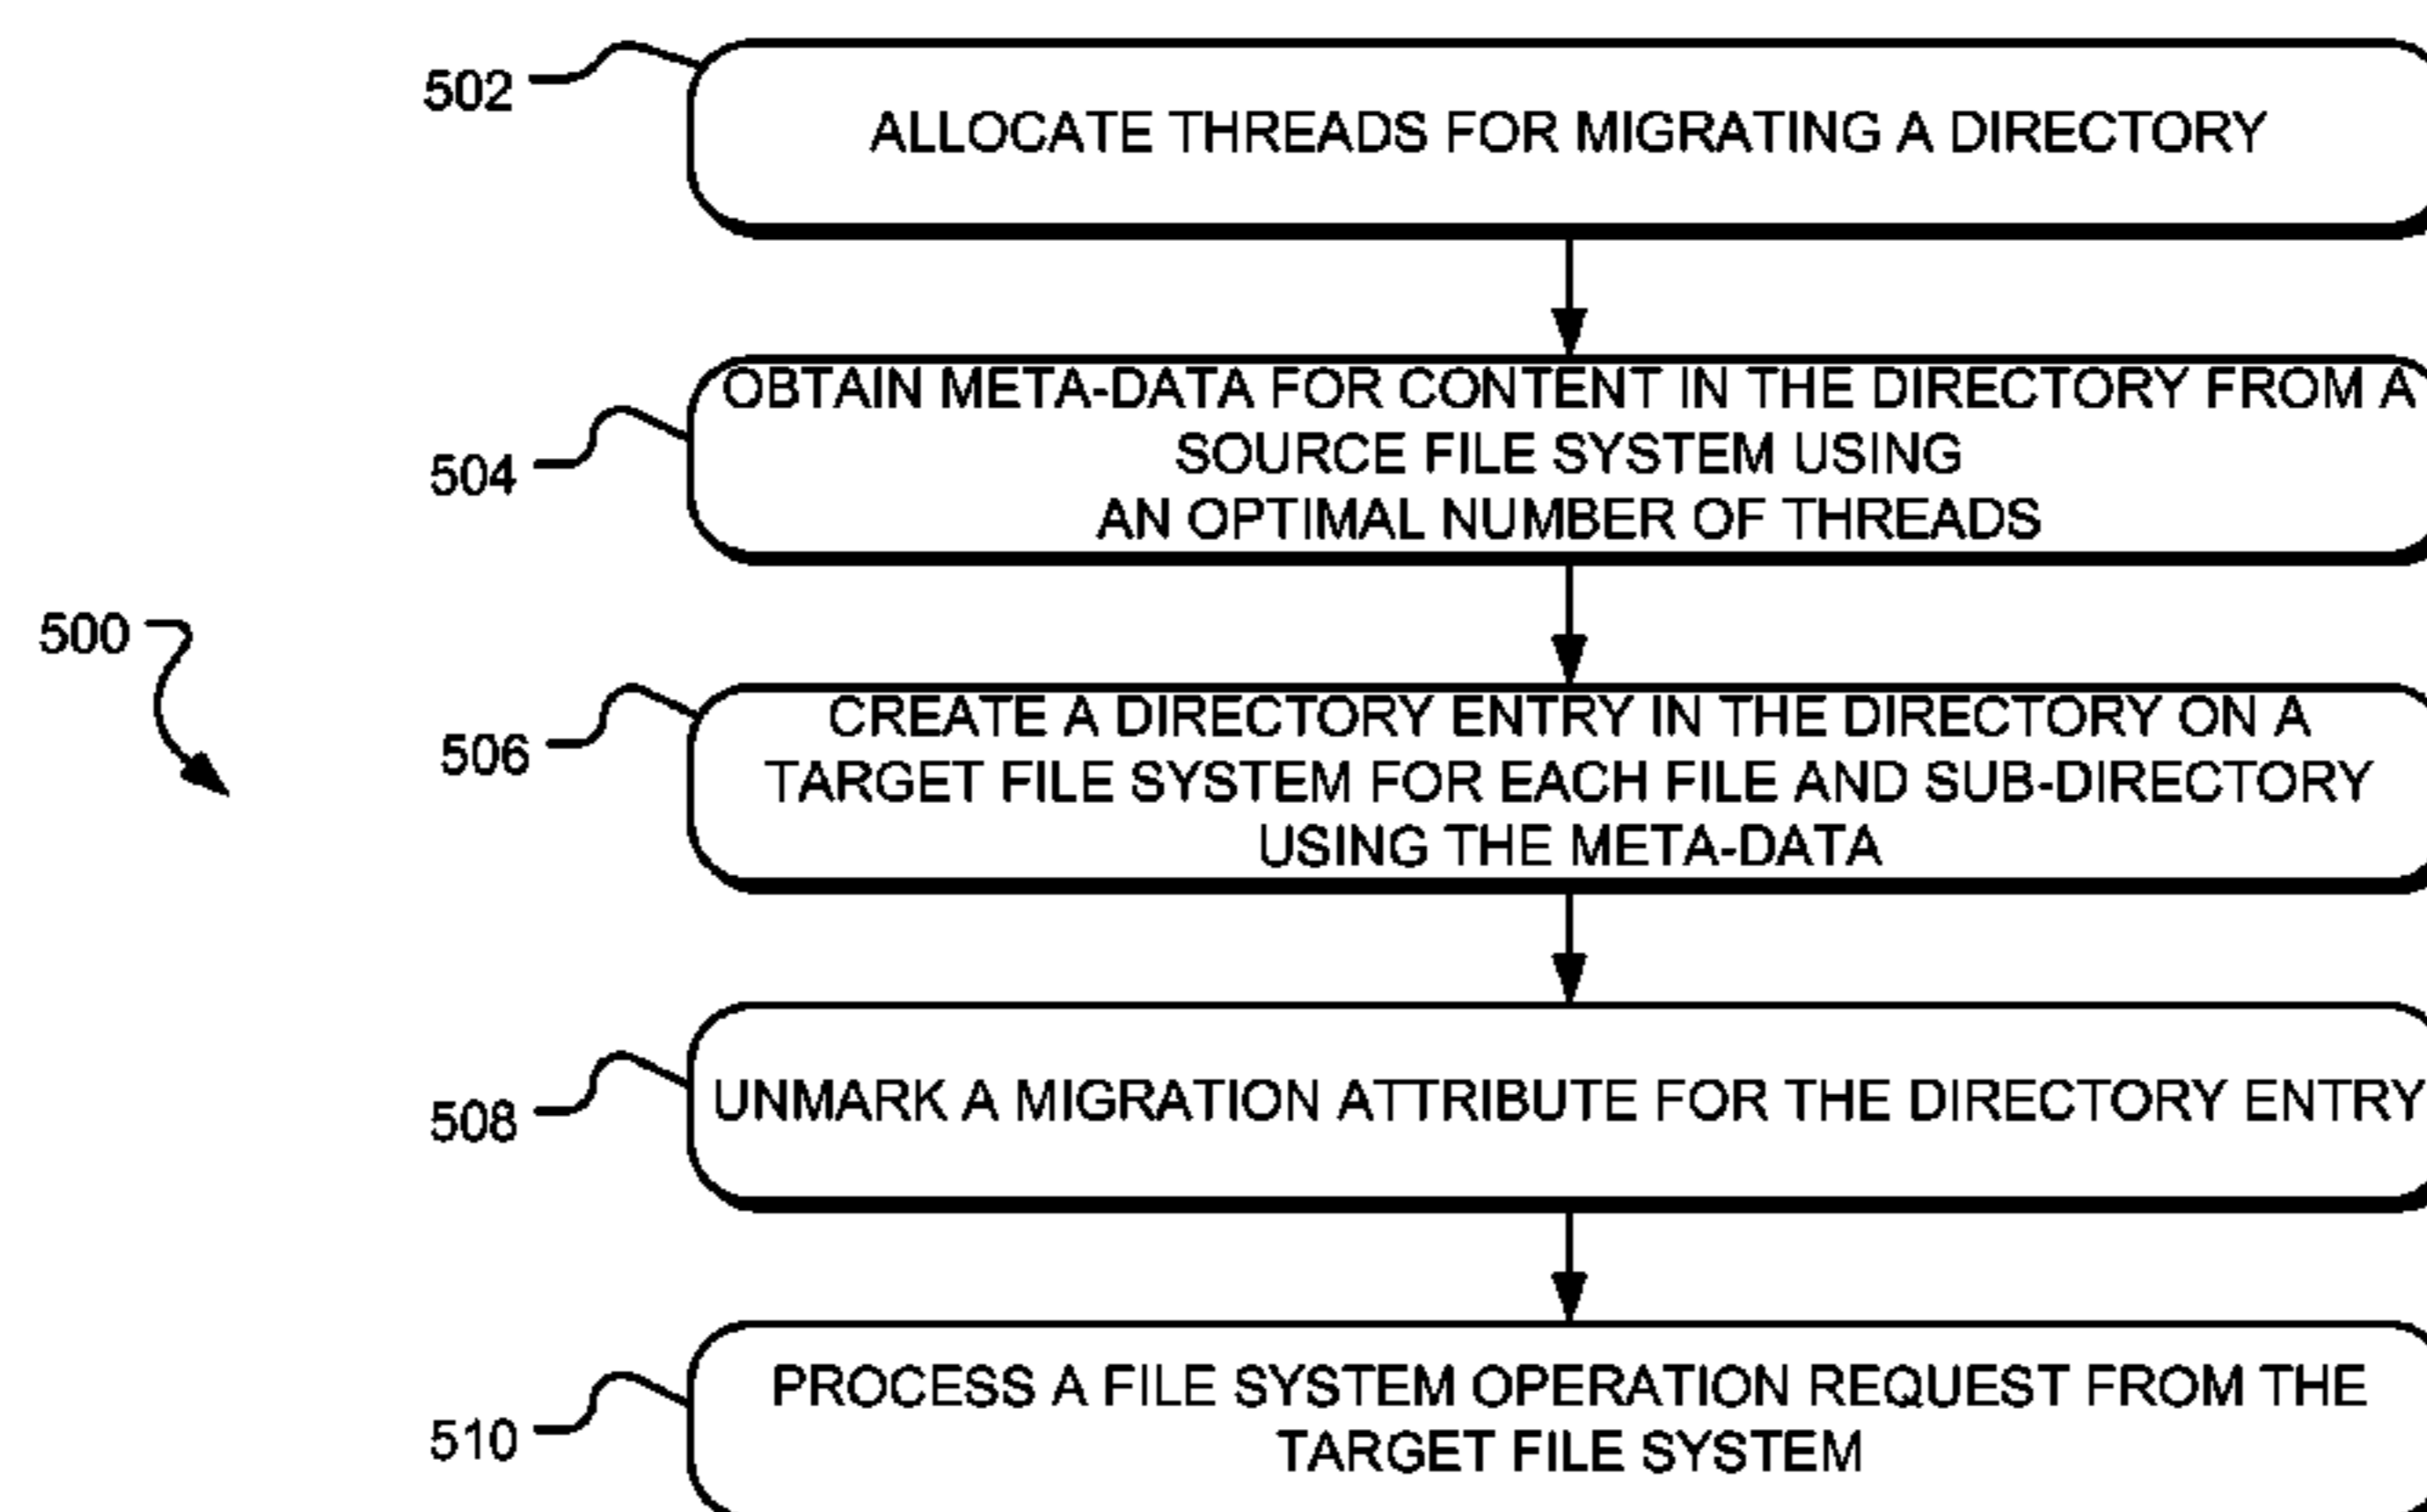 502
ALLOCATE THREADS FOR MIGRATING A DIRECTORY
OBTAIN META-DATA FOR CONTENT IN THE DIRECTORY FROM A
SOURCE FILE SYSTEM USING
504
AN OPTIMAL NUMBER OF THREADS
500
CREATE A DIRECTORY ENTRY IN THE DIRECTORY ON A
506
TARGET FILE SYSTEM FOR EACH FILE AND SUB-DIRECTORY
USING THE META-DATA
508
UNMARK A MIGRATION ATTRIBUTE FOR THE DIRECTORY ENTRY
PROCESS A FILE SYSTEM OPERATION REQUEST FROM THE
510
TARGET FILE SYSTEM